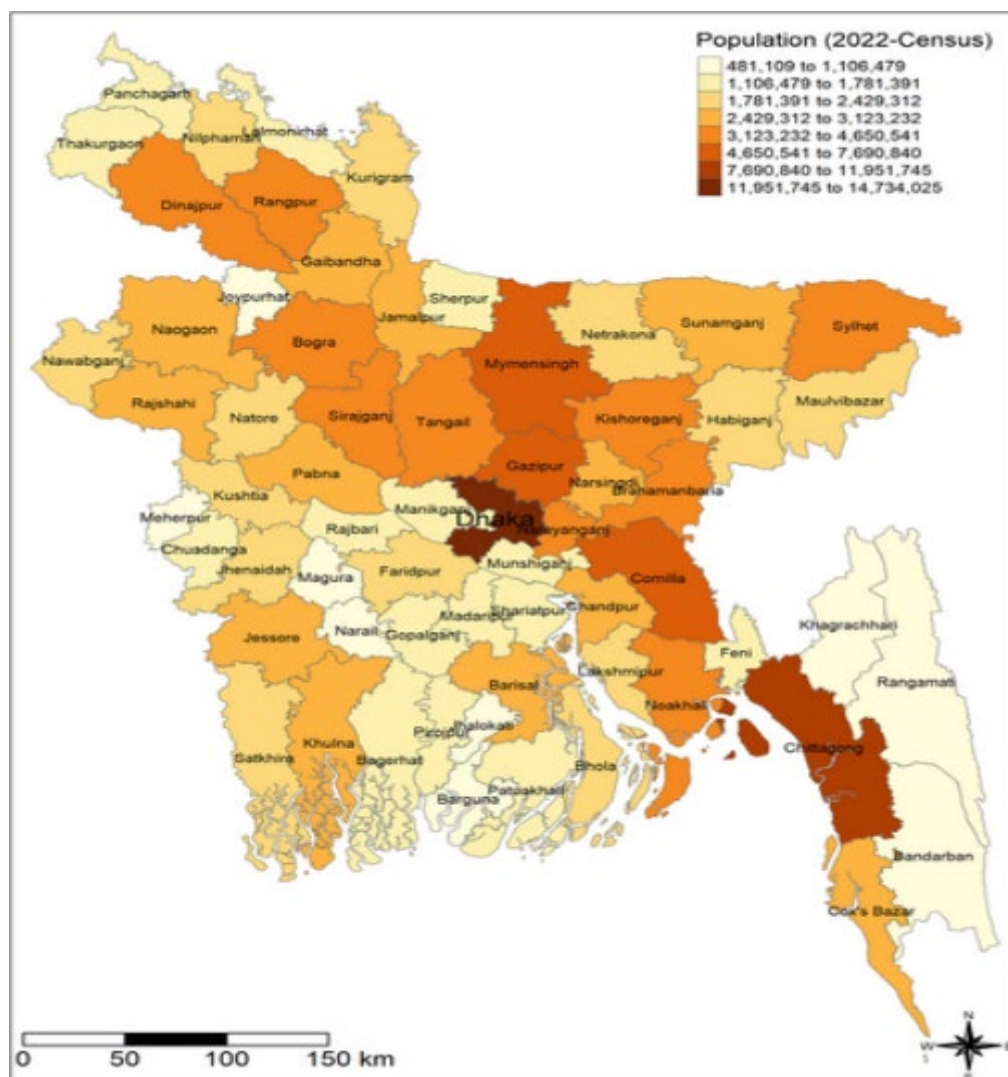 Population (2022-Census)
481,109 to 1,106,479
1,106,479 to 1,781,391
1,781,391 to 2,429,312
2,429,312 to 3,123,232
3,123,232 to 4,650,541
4,650,541 to 7,690,840
7,690,840 to 11,951,745
11,951,745 to 14,734,025
Panchagarh
Thakurgaon
Nilphamari
Lalmonirhat
Kurigram
Dinajpur
Rangpur
Gaibandha
Joypurhat
Sherpur
Jamalpur
Naogaon
Bogra
Mymensingh
Netrakona
Sunamganj
Sylhet
Nawabganj
Rajshahi
Natore
Sirajganj
Tangail
Kishoreganj
Habiganj
Maulvibazar
Pabna
Gazipur
Narsingdi
Brahamanbaria
Kushtia
Meherpur
Manikganj
Dhaka
Narayanganj
Rajbari
Chuadanga
Jhenaidah
Magura
Faridpur
Munshiganj
Comilla
Narail
Gopalganj
Madaripur
Shariatpur
Chandpur
Jessore
Feni
Khagrachhari
Rangamati
Barisal
Lakshmipur
Noakhali
Satkhira
Khulna
Bagerhat
Pirojpur
Jhalokati
Bhola
Chittagong
Barguna
Patuakhali
Bandarban
Cox's Bazar
0 50 100 150 km
N
W
S